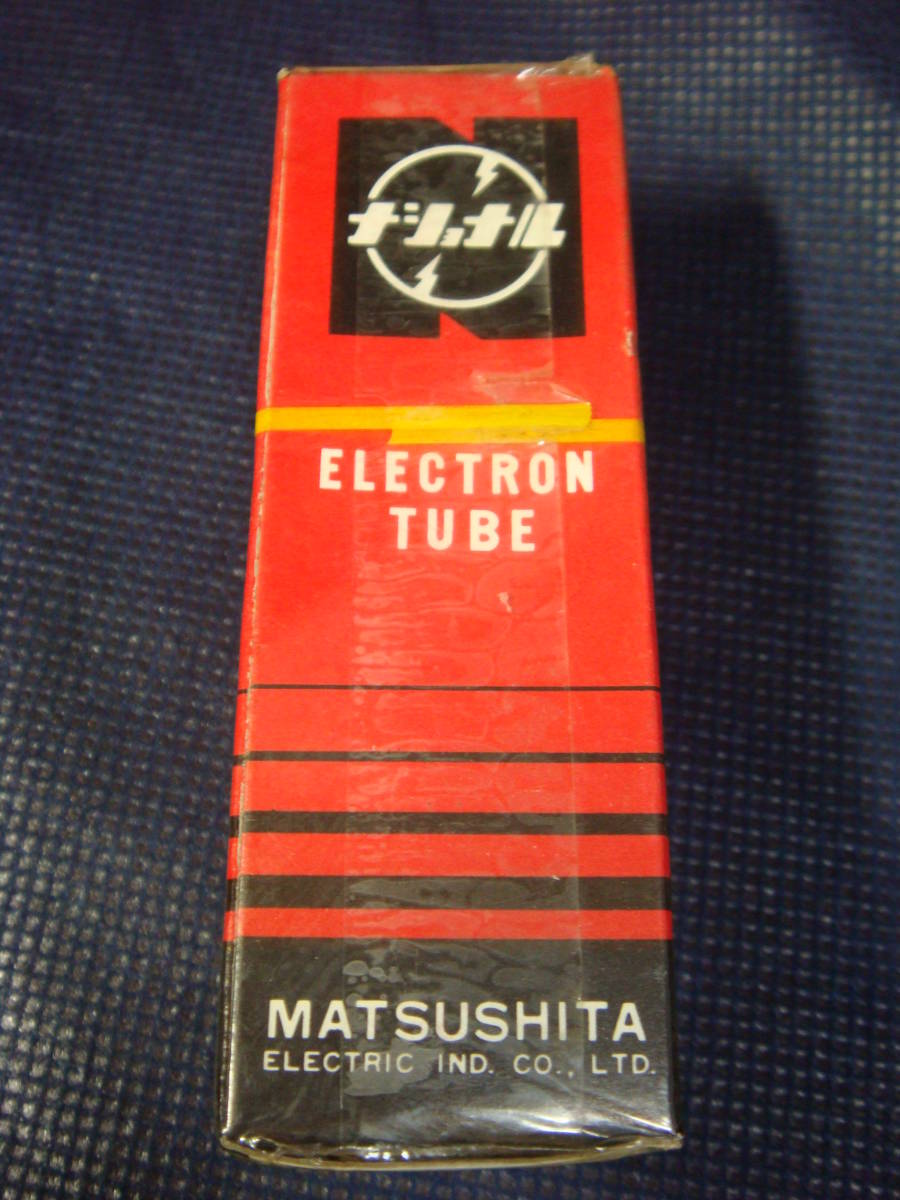 ナショナル
ELECTRON
TUBE
MATSUSHITA
ELECTRIC IND. CO., LTD.